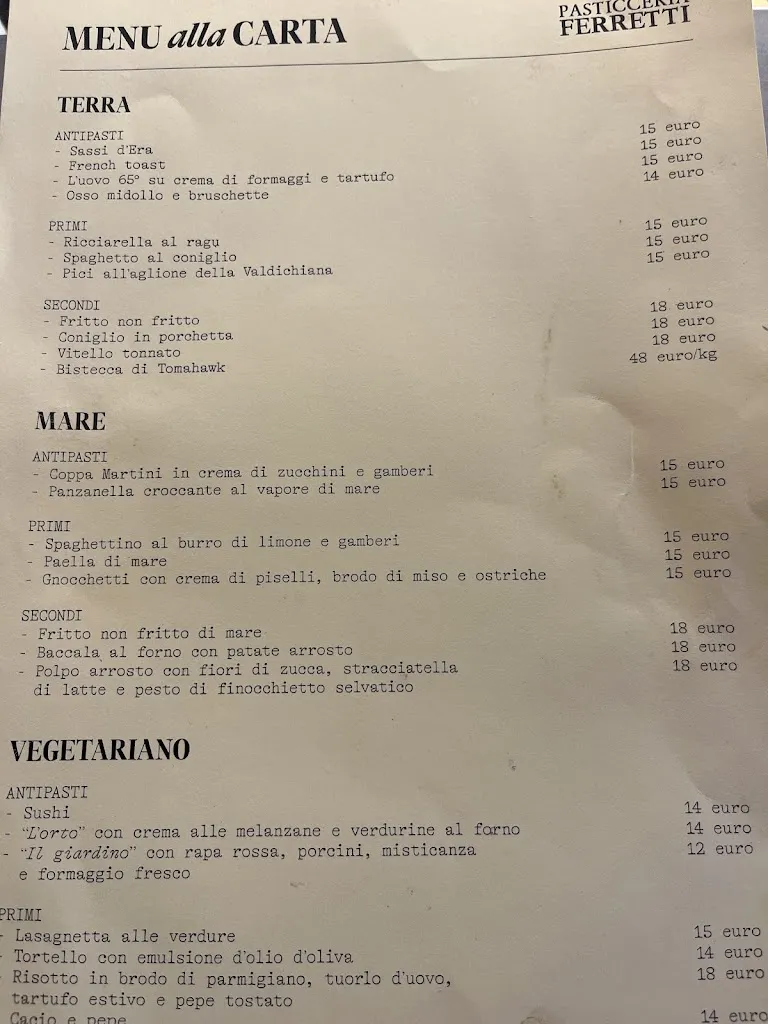 PASTICCERIA
FERRETTI
MENU alla CARTA
TERRA
ANTIPASTI
- Sassi d'Era 15 euro
- French toast 15 euro
- L'uovo 65° su crema di formaggi e tartufo 15 euro
- Osso midollo e bruschette 14 euro
PRIMI
- Ricciarella al ragu 15 euro
- Spaghetto al coniglio 15 euro
- Pici all'aglione della Valdichiana 15 euro
SECONDI
- Fritto non fritto 18 euro
- Coniglio in porchetta 18 euro
- Vitello tonnato 18 euro
- Bistecca di Tomahawk 48 euro/kg
MARE
ANTIPASTI
- Coppa Martini in crema di zucchini e gamberi 15 euro
- Panzanella croccante al vapore di mare 15 euro
PRIMI
- Spaghettino al burro di limone e gamberi 15 euro
- Paella di mare 15 euro
- Gnocchetti con crema di piselli, brodo di miso e ostriche 15 euro
SECONDI
- Fritto non fritto di mare 18 euro
- Baccala al forno con patate arrosto 18 euro
- Polpo arrosto con fiori di zucca, stracciatella 18 euro
di latte e pesto di finocchietto selvatico
VEGETARIANO
ANTIPASTI
- Sushi 14 euro
- "L'orto" con crema alle melanzane e verdurine al forno 14 euro
- "Il giardino" con rapa rossa, porcini, misticanza 12 euro
e formaggio fresco
PRIMI
- Lasagnetta alle verdure 15 euro
- Tortello con emulsione d'olio d'oliva 14 euro
- Risotto in brodo di parmigiano, tuorlo d'uovo, 18 euro
tartufo estivo e pepe tostato
Cacio e pepe 14 euro